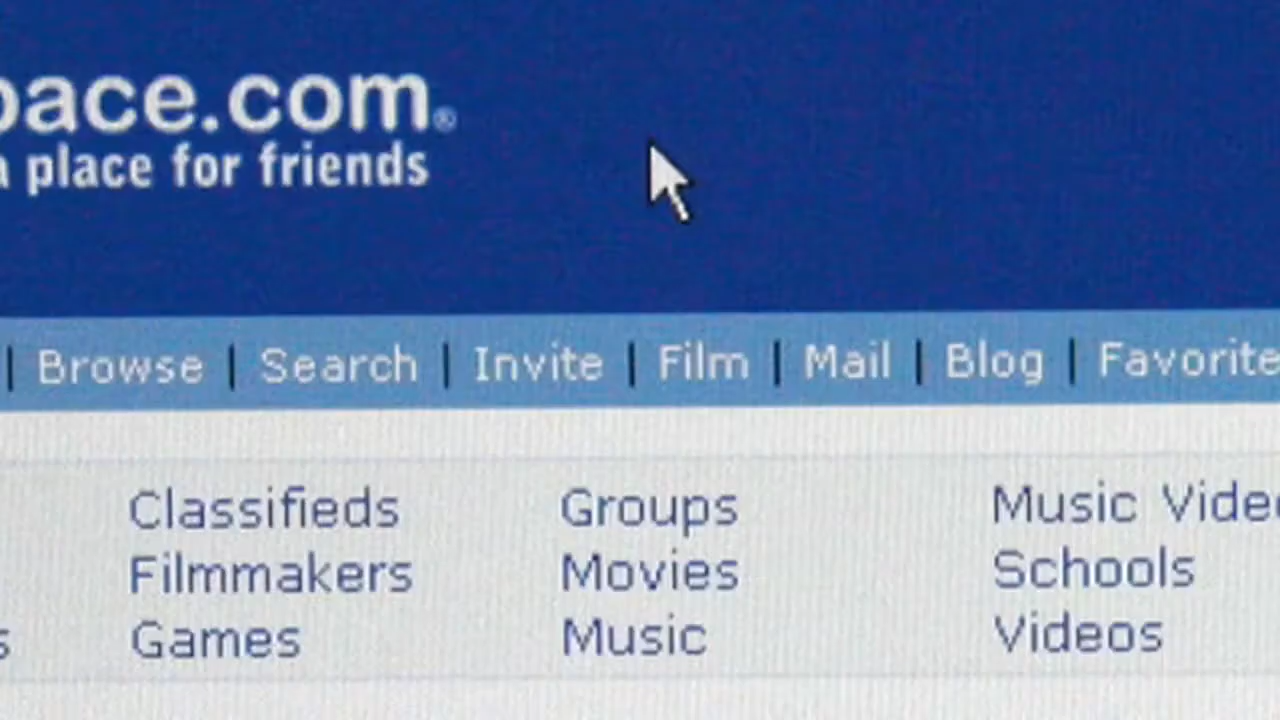 pace.com®
a place for friends
| Browse | Search | Invite | Film | Mail | Blog | Favorite
Classifieds Groups Music Vide
Filmmakers Movies Schools
s Games Music Videos